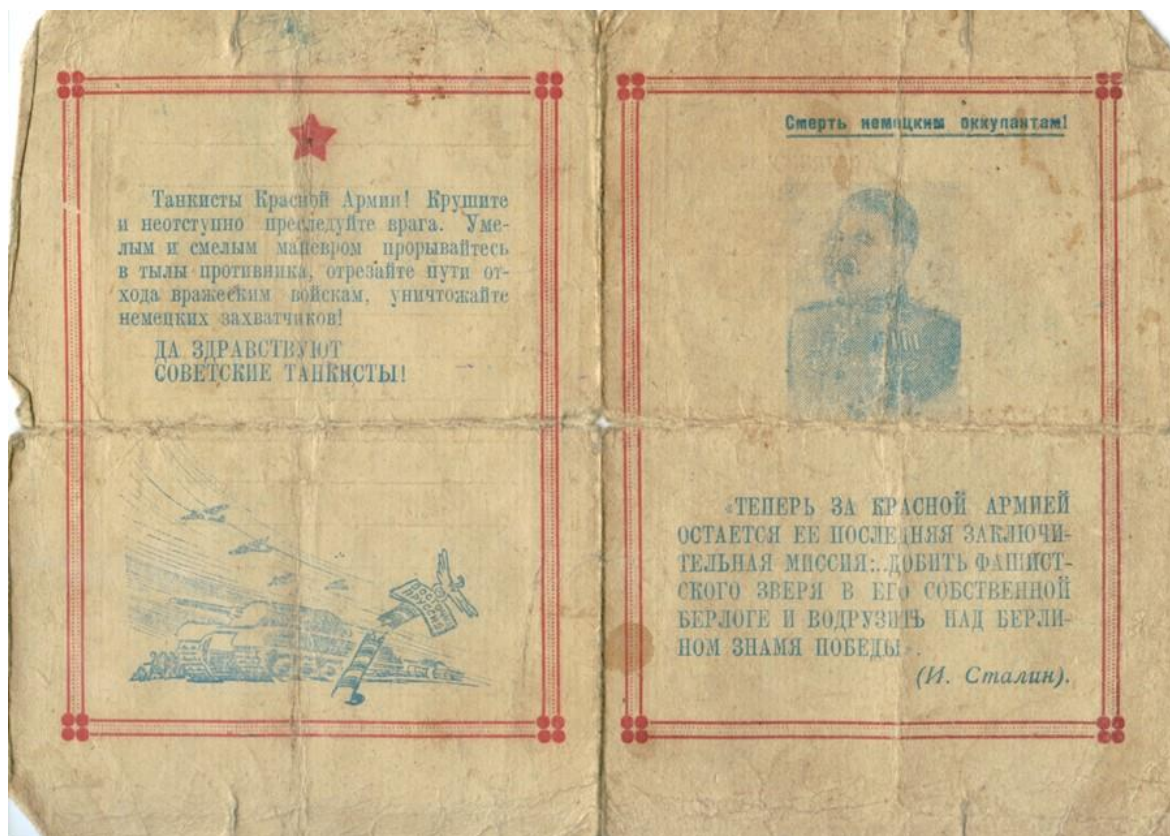 Танкисты Красной Армии! Крушите
и неотступно преследуйте врага. Уме-
лым и смелым маневром прорывайтесь
в тылы противника, отрезайте пути от-
хода вражеским войскам, уничтожайте
немецких захватчиков!
ДА ЗДРАВСТВУЮТ
СОВЕТСКИЕ ТАНКИСТЫ!
Смерть немецким оккупантам!
«ТЕПЕРЬ ЗА КРАСНОЙ АРМИЕЙ
ОСТАЕТСЯ ЕЕ ПОСЛЕДНЯЯ ЗАКЛЮЧИ-
ТЕЛЬНАЯ МИССИЯ:..ДОБИТЬ ФАШИСТ-
СКОГО ЗВЕРЯ В ЕГО СОБСТВЕННОЙ
БЕРЛОГЕ И ВОДРУЗИТЬ НАД БЕРЛИ-
НОМ ЗНАМЯ ПОБЕДЫ».
(И. Сталин).